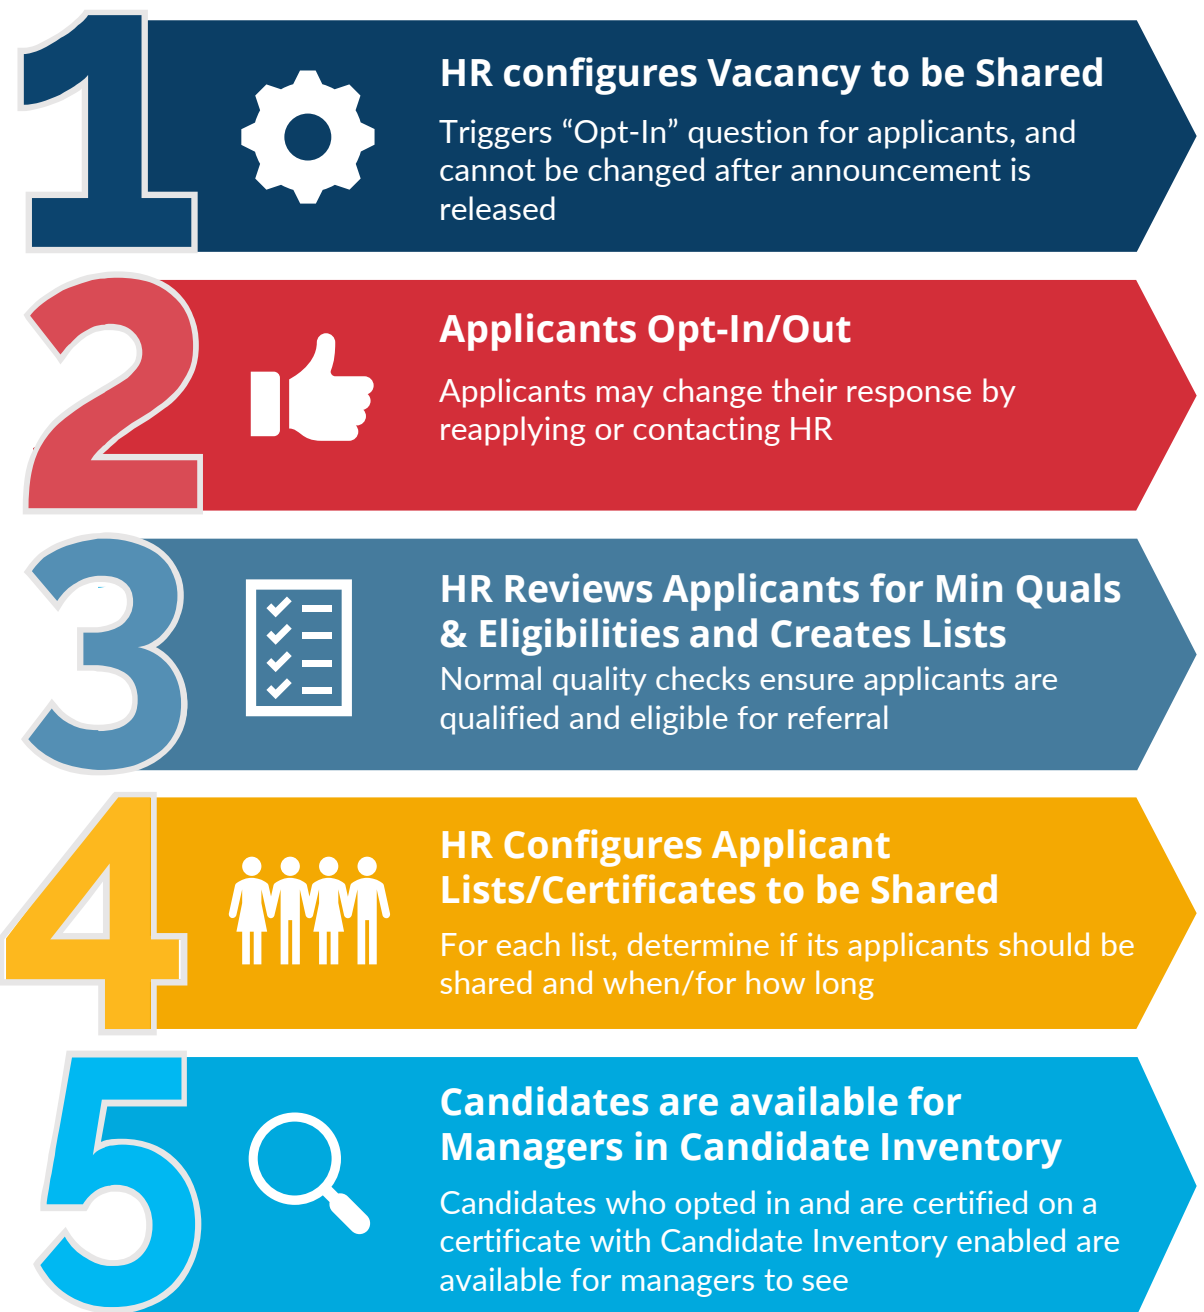 1
HR configures Vacancy to be Shared
Triggers “Opt-In” question for applicants, and
cannot be changed after announcement is
released
2
Applicants Opt-In/Out
Applicants may change their response by
reapplying or contacting HR
3
HR Reviews Applicants for Min Quals
& Eligibilities and Creates Lists
Normal quality checks ensure applicants are
qualified and eligible for referral
4
HR Configures Applicant
Lists/Certificates to be Shared
For each list, determine if its applicants should be
shared and when/for how long
5
Candidates are available for
Managers in Candidate Inventory
Candidates who opted in and are certified on a
certificate with Candidate Inventory enabled are
available for managers to see